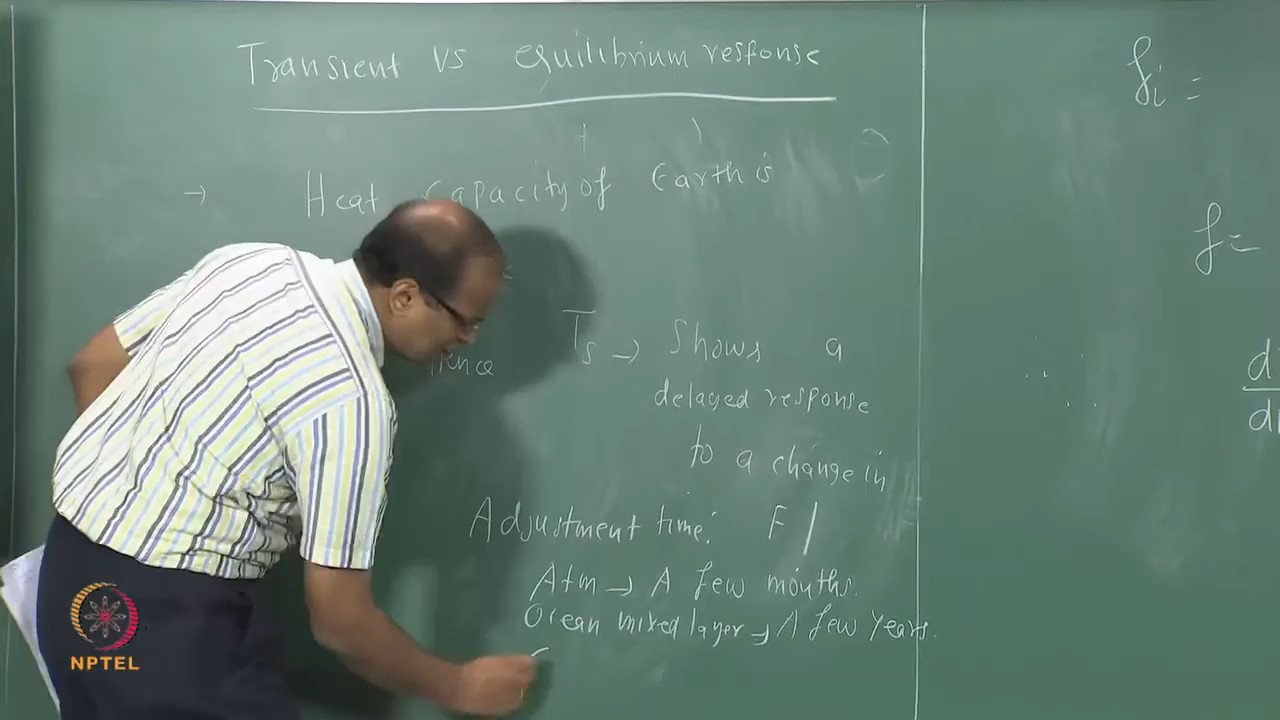 Transient vs equilibrium response
→ Heat capacity of Earth is
Ts → Shows a
delayed response
to a change in
Adjustment time: F
Atm → A few months.
Ocean mixed layer → A few years.
fi =
f =
NPTEL